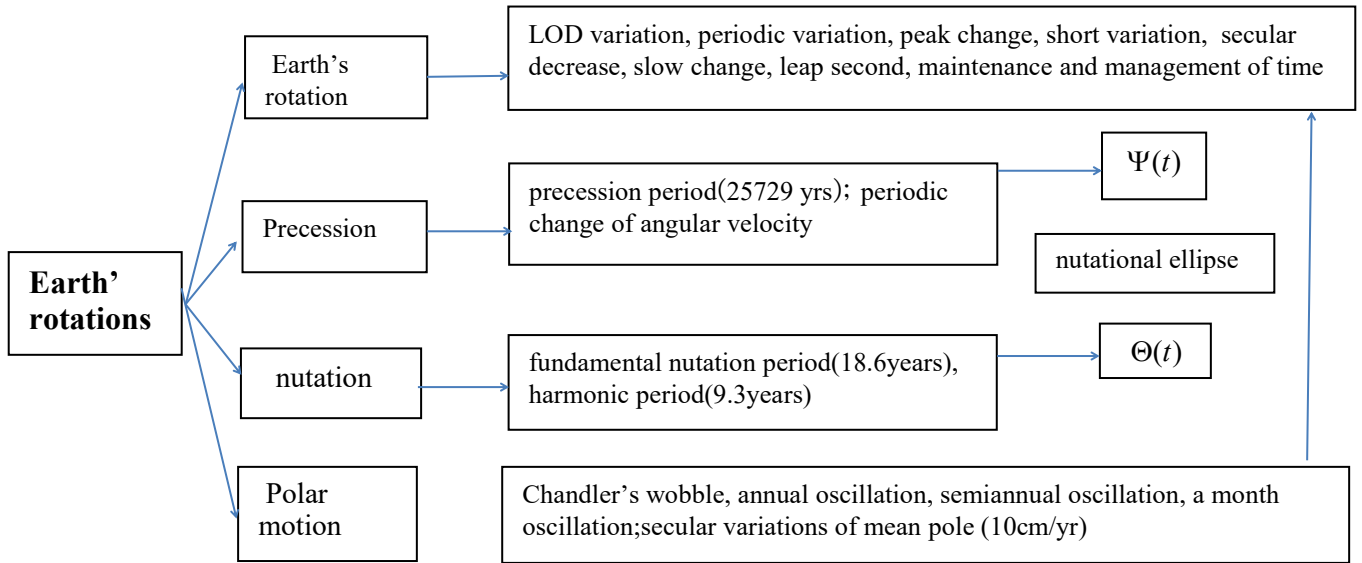 Earth’
rotations
Earth’s
rotation
LOD variation, periodic variation, peak change, short variation, secular
decrease, slow change, leap second, maintenance and management of time
Precession
precession period(25729 yrs); periodic
change of angular velocity
Ψ(t)
nutational ellipse
nutation
fundamental nutation period(18.6years),
harmonic period(9.3years)
Θ(t)
Polar
motion
Chandler’s wobble, annual oscillation, semiannual oscillation, a month
oscillation;secular variations of mean pole (10cm/yr)